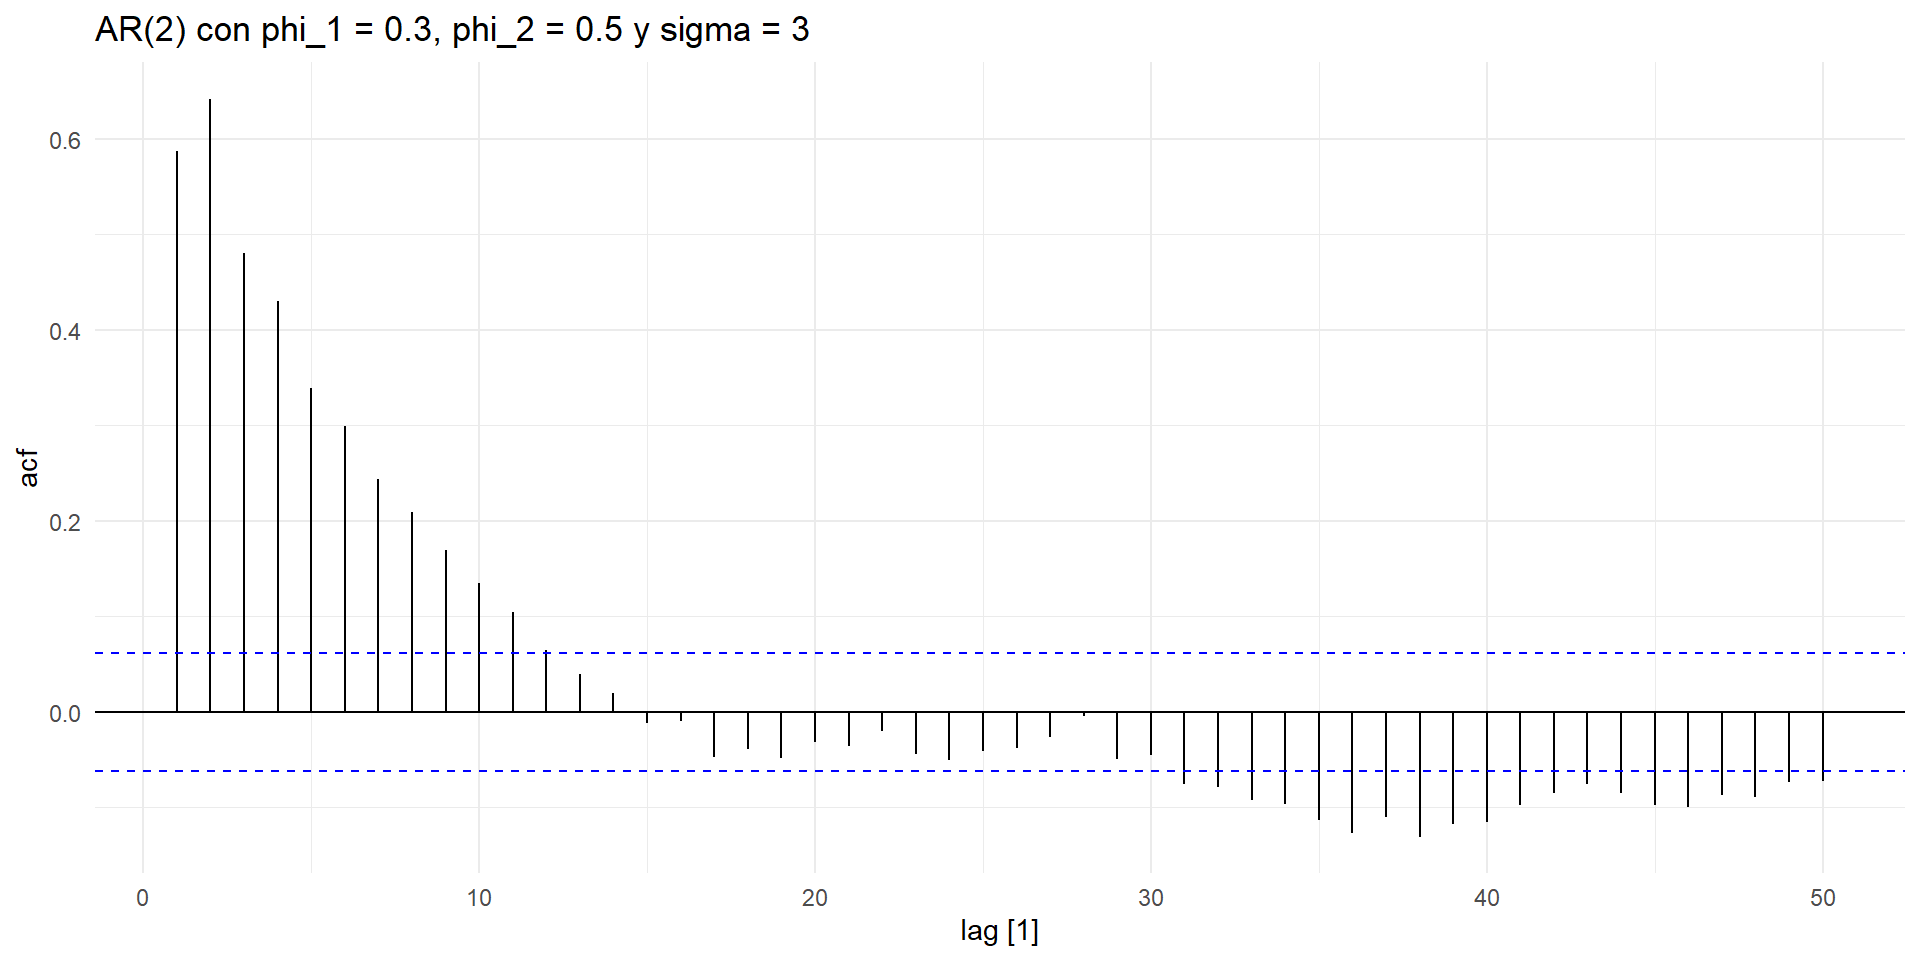 AR(2) con phi_1 = 0.3, phi_2 = 0.5 y sigma = 3
0.6
0.4
0.2
0.0
acf
0 10 20 30 40 50
lag [1]